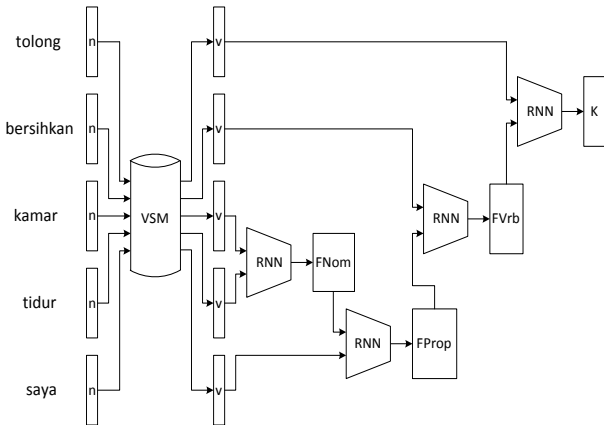 tolong
n
v
RNN
K
bersihkan
n
v
RNN
FVrb
kamar
n
VSM
v
RNN
FNom
tidur
n
v
RNN
FProp
saya
n
v